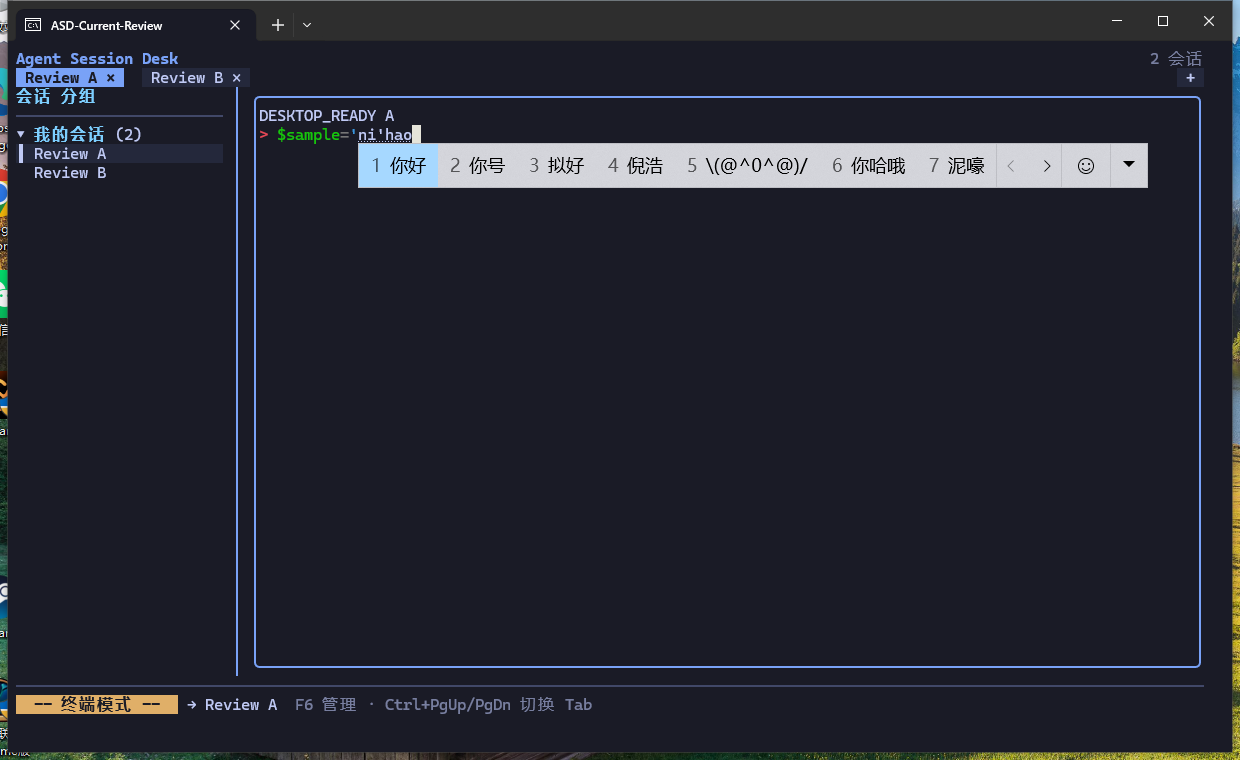 ASD-Current-Review
Agent Session Desk
2 会话
Review A × Review B ×
+
会话 分组
▾ 我的会话 (2)
Review A
Review B
DESKTOP_READY A
> $sample='ni'hao
1 你好 2 你号 3 拟好 4 倪浩 5 \(@^0^@)/ 6 你哈哦 7 泥嚎
-- 终端模式 -- → Review A F6 管理 · Ctrl+PgUp/PgDn 切换 Tab